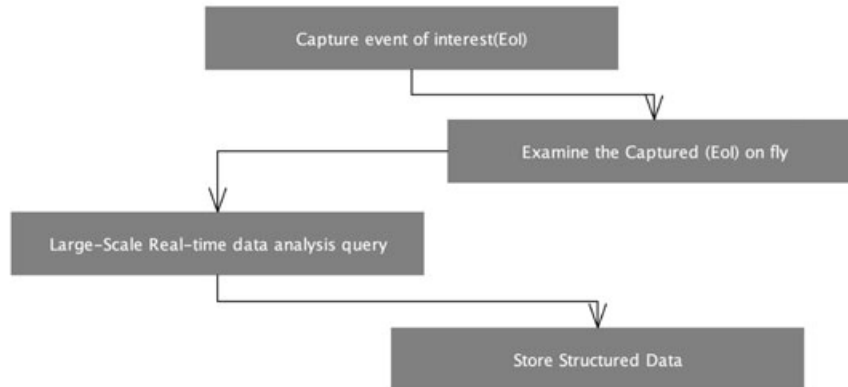 Capture event of interest(EoI)
Examine the Captured (EoI) on fly
Large-Scale Real-time data analysis query
Store Structured Data